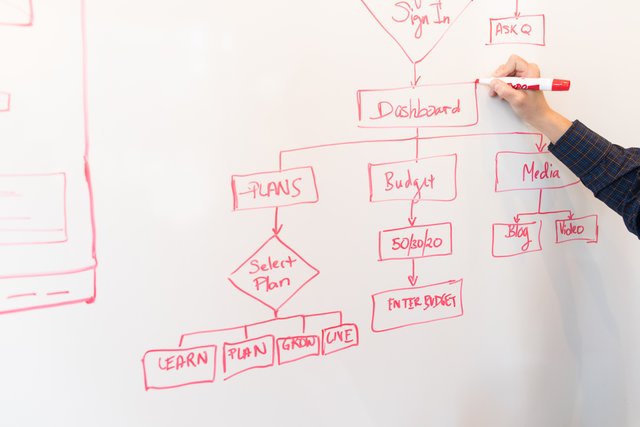 Sign In
ASK Q
Dashboard
PLANS
Budget
Media
50/30/20
Blog
Video
Select
Plan
ENTER BUDGET
LEARN
PLAN
GROW
LIVE